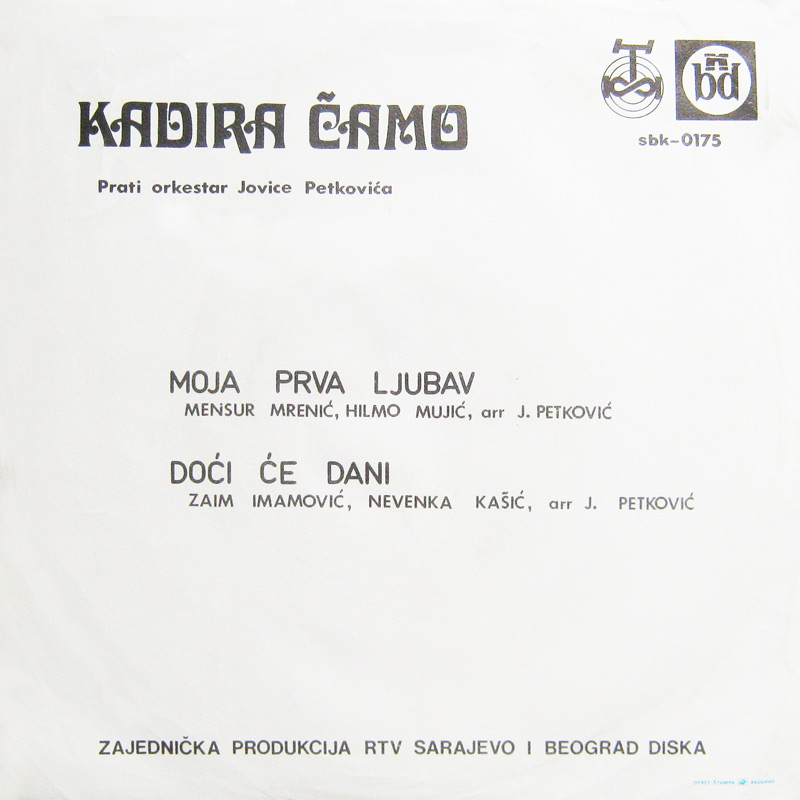 KADIRA ČAMO
bd
sbk-0175
Prati orkestar Jovice Petkovića
MOJA PRVA LJUBAV
MENSUR MRENIĆ, HILMO MUJIĆ, arr J. PETKOVIĆ
DOĆI ĆE DANI
ZAIM IMAMOVIĆ, NEVENKA KAŠIĆ, arr J. PETKOVIĆ
ZAJEDNIČKA PRODUKCIJA RTV SARAJEVO I BEOGRAD DISKA